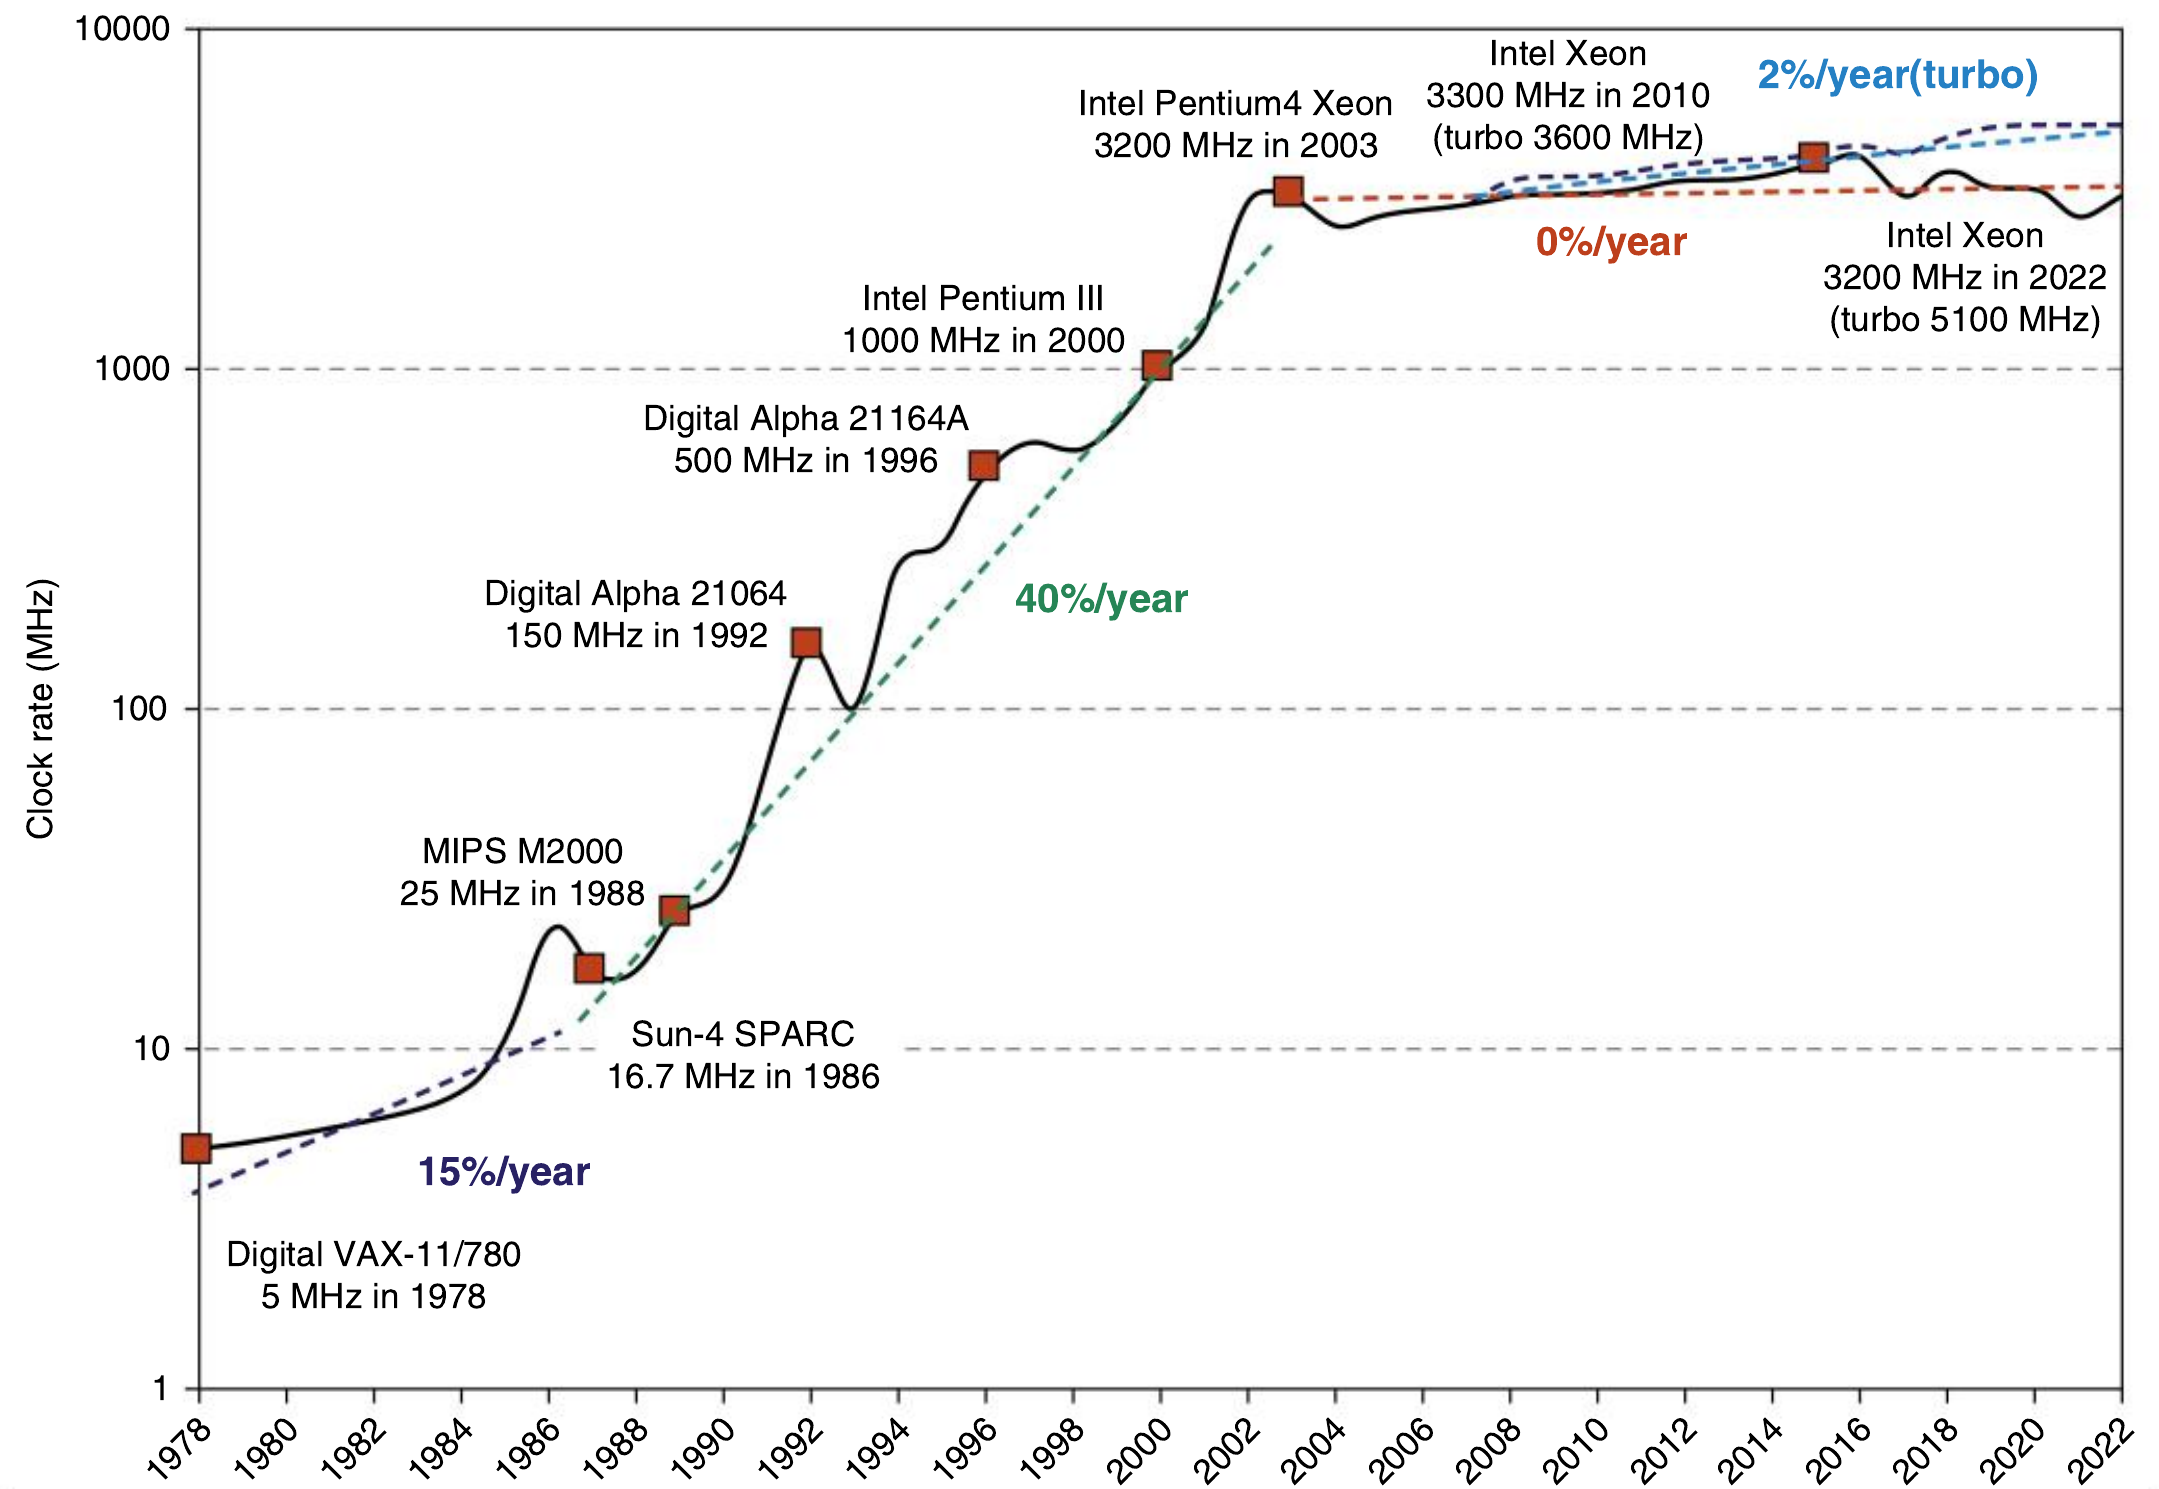 10000
Intel Xeon
3300 MHz in 2010
(turbo 3600 MHz)
2%/year(turbo)
Intel Pentium4 Xeon
3200 MHz in 2003
0%/year
Intel Xeon
3200 MHz in 2022
(turbo 5100 MHz)
Intel Pentium III
1000 MHz in 2000
1000
Digital Alpha 21164A
500 MHz in 1996
40%/year
Digital Alpha 21064
150 MHz in 1992
100
Clock rate (MHz)
MIPS M2000
25 MHz in 1988
Sun-4 SPARC
16.7 MHz in 1986
10
15%/year
Digital VAX-11/780
5 MHz in 1978
1
1978 1980 1982 1984 1986 1988 1990 1992 1994 1996 1998 2000 2002 2004 2006 2008 2010 2012 2014 2016 2018 2020 2022